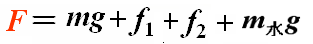 F = mg + f₁ + f₂ + m水g